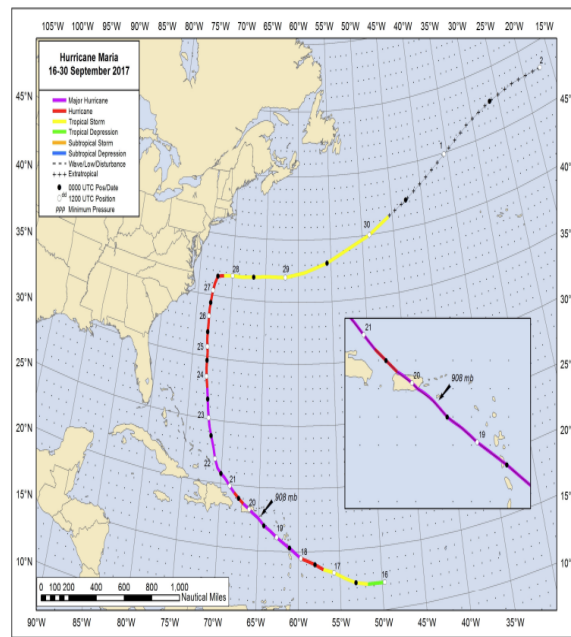 105°W 100°W 95°W 90°W 85°W 80°W 75°W 70°W 65°W 60°W 55°W 50°W 45°W 40°W 35°W 30°W 25°W 20°W 15°W
Hurricane Maria
16-30 September 2017
Major Hurricane
Hurricane
Tropical Storm
Tropical Depression
Subtropical Storm
Subtropical Depression
Wave/Low/Disturbance
Extratropical
0000 UTC Pos/Date
1200 UTC Position
PPP Minimum Pressure
2
45°N
45°N
1
40°N
40°N
30
35°N
35°N
28
29
27
30°N
30°N
26
25
25°N
25°N
24
21
20
908 mb
19
20°N
20°N
23
22
21
20
908 mb
19
18
17
16
15°N
15°N
10°N
10°N
0 100 200 400 600 800 1,000
Nautical Miles
90°W 85°W 80°W 75°W 70°W 65°W 60°W 55°W 50°W 45°W 40°W 35°W